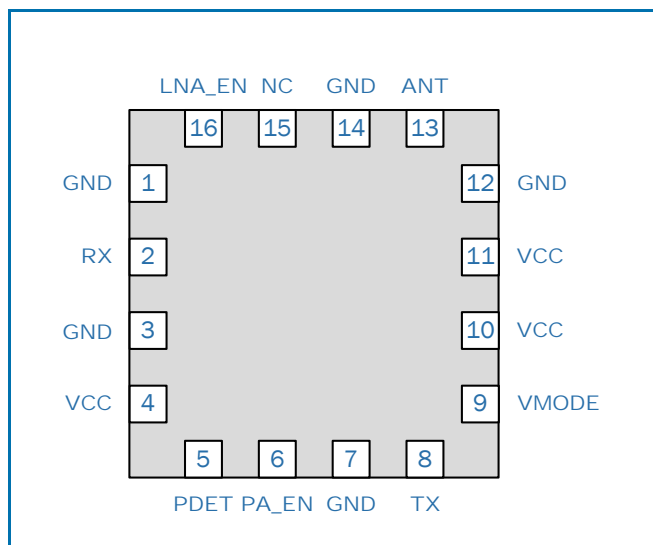 LNA_EN NC GND ANT
16 15 14 13
GND 1 12 GND
RX 2 11 VCC
GND 3 10 VCC
VCC 4 9 VMODE
5 6 7 8
PDET PA_EN GND TX